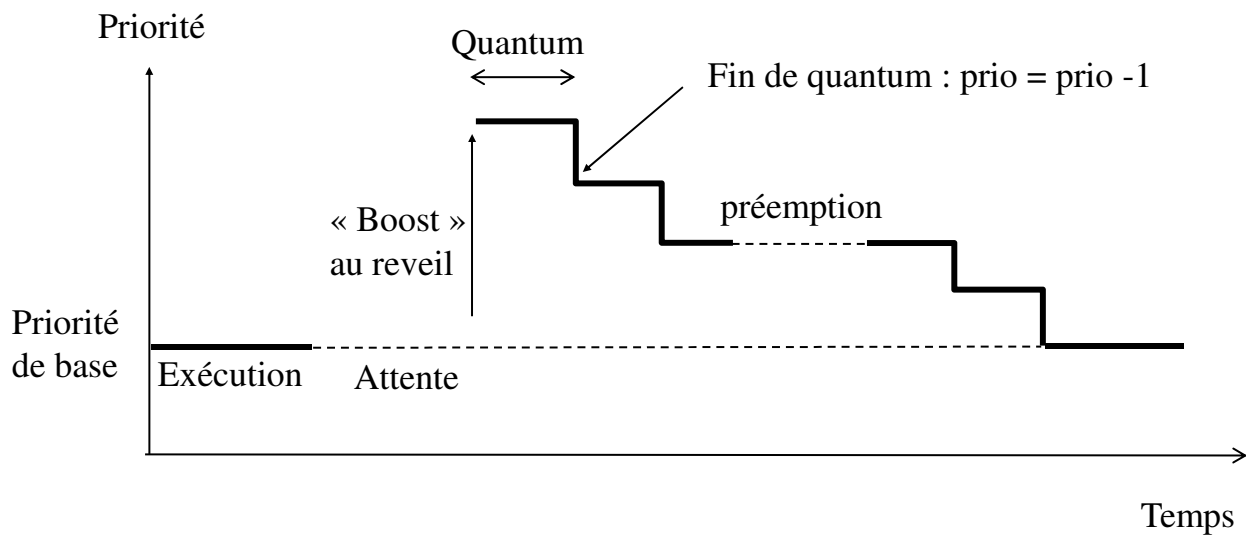 Priorité
Quantum
Fin de quantum : prio = prio -1
« Boost »
au reveil
préemption
Priorité
de base
Exécution
Attente
Temps